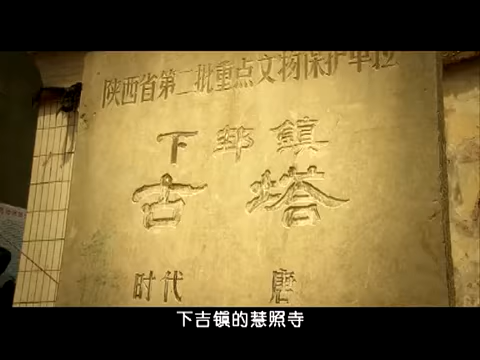 陕西省第二批重点文物保护单位
下邽鎮
古塔
时代 唐
下吉镇的慧照寺